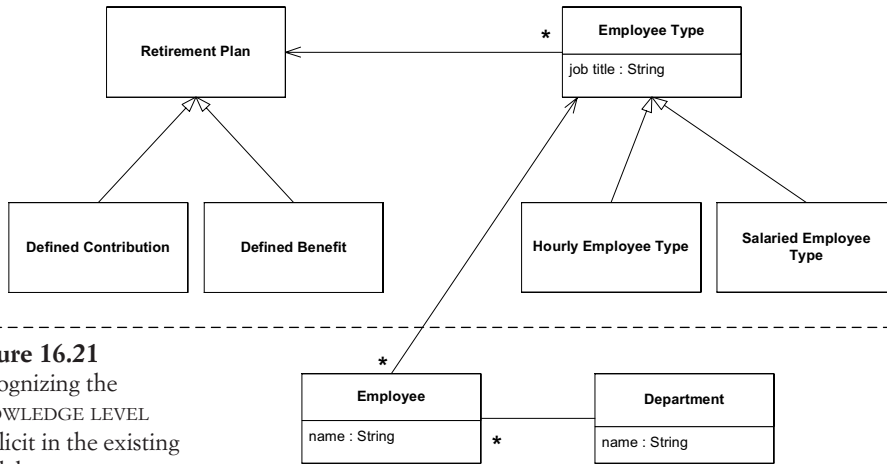 Retirement Plan
*
Employee Type
job title : String
Defined Contribution
Defined Benefit
Hourly Employee Type
Salaried Employee
Type
*
Employee
name : String
*
Department
name : String
ure 16.21
ognizing the
OWLEDGE LEVEL
licit in the existing